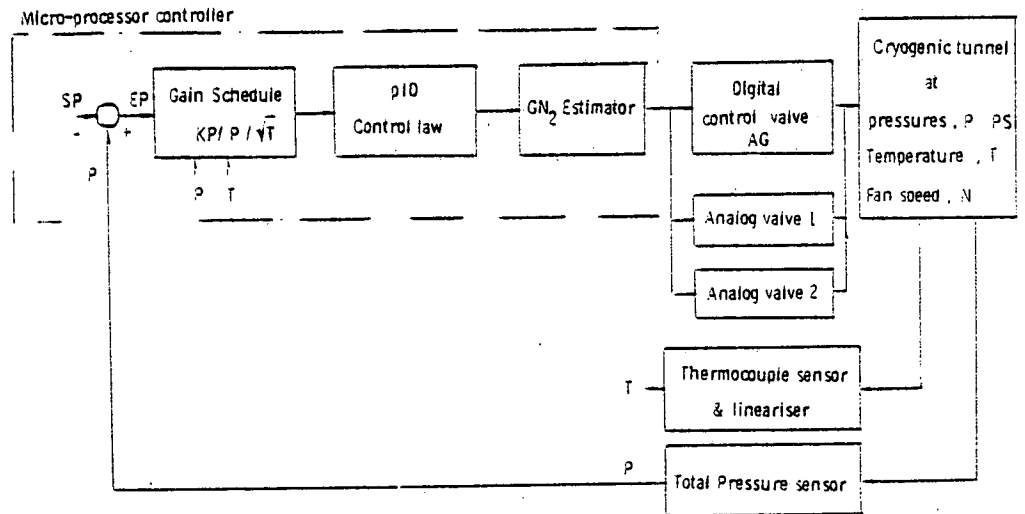 Micro-processor controller
SP
EP
-
+
P
Gain Schedule
KP/ P / √T
P T
PID
Control law
GN₂ Estimator
Digital
control valve
AG
Analog valve 1
Analog valve 2
Cryogenic tunnel
at
pressures, P PS
Temperature, T
Fan speed, N
T
Thermocouple sensor
& lineariser
P
Total Pressure sensor